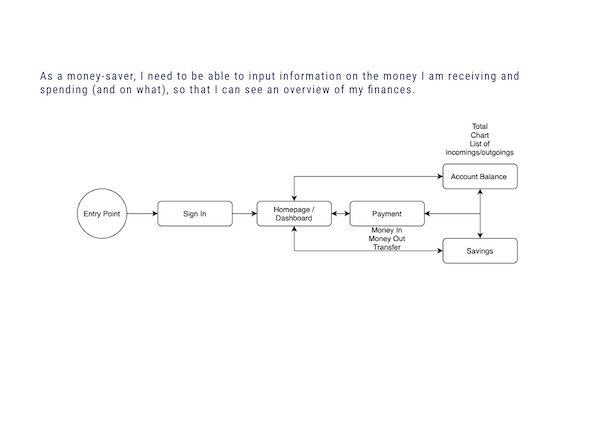 As a money-saver, I need to be able to input information on the money I am receiving and
spending (and on what), so that I can see an overview of my finances.
Total
Chart
List of
incomings/outgoings
Account Balance
Entry Point
Sign In
Homepage /
Dashboard
Payment
Money In
Money Out
Transfer
Savings